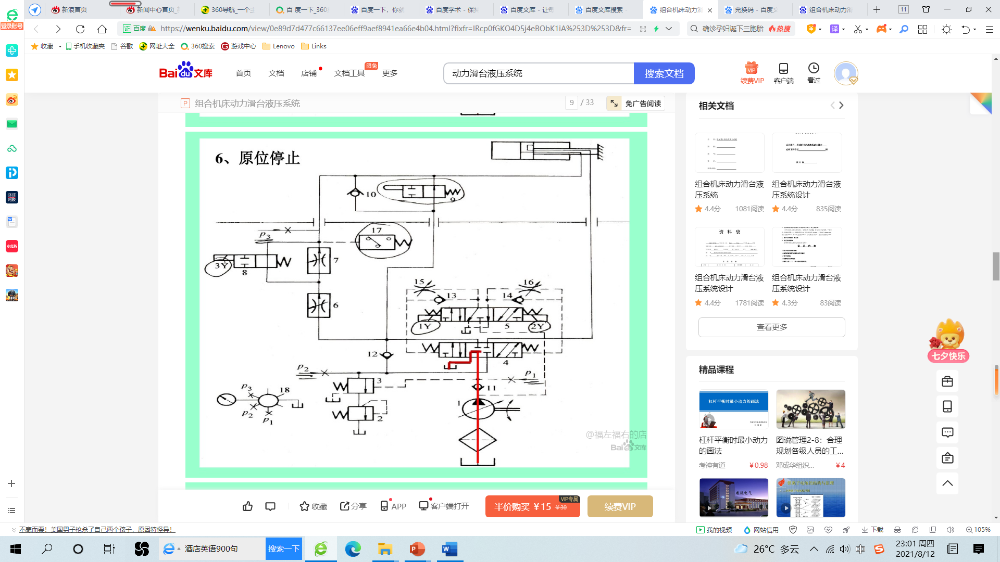 新浪首页
新闻中心首页_新
360导航_一个主
百度一下_360搜
百度一下，你就
百度学术 - 保持
百度文库 - 让每
百度文库搜索 -
组合机床动力滑
兑换码 - 百度文
组合机床动力滑
11
登录账号
证 百度
https://wenku.baidu.com/view/0e89d7d477c66137ee06eff9aef8941ea66e4b04.html?fixfr=IRcp0fGKO4D5j4eBObK1iA%253D%253D&fr=
确诊孕妇诞下三胞胎
热搜
译
收藏
手机收藏夹
谷歌
网址大全
360搜索
游戏中心
Lenovo
Links
Bai du 文库
首页
文档
店铺
文档工具
限免
更多
动力滑台液压系统
搜索文档
续费VIP
客户端
看过
组合机床动力滑台液压系统
9 / 33
免广告阅读
6、原位停止
10
9
17
P3
3Y
8
7
6
15
16
13
14
1Y
5
2Y
12
4
P2
P1
3
11
P3
18
1
P2
P1
2
@福左福右的店
Bai 文库
相关文档
组合机床动力滑台液
压系统
4.4分 1081阅读
组合机床动力滑台液
压系统设计
4.4分 835阅读
资 料 袋
组合机床动力滑台液
压系统设计
4.4分 1781阅读
组合机床动力滑台液
压系统设计
4.3分 83阅读
查看更多
七夕快乐
精品课程
杠杆平衡时最小动力的画法
杠杆平衡时最小动力
的画法
考神有道 ￥0.98
图说管理2-8：合理
规划各级人员的工...
邓成华组织... ￥4
建筑电气
收藏
分享
APP
客户端打开
半价购买 ￥15 ￥30
VIP专属
续费VIP
不寒而栗！美国男子枪杀了自己两个孩子，原因特怪异！
我的视频
网站信用
下载
105%
酒店英语900句
搜索一下
26°C 多云
中
23:01 周四
2021/8/12